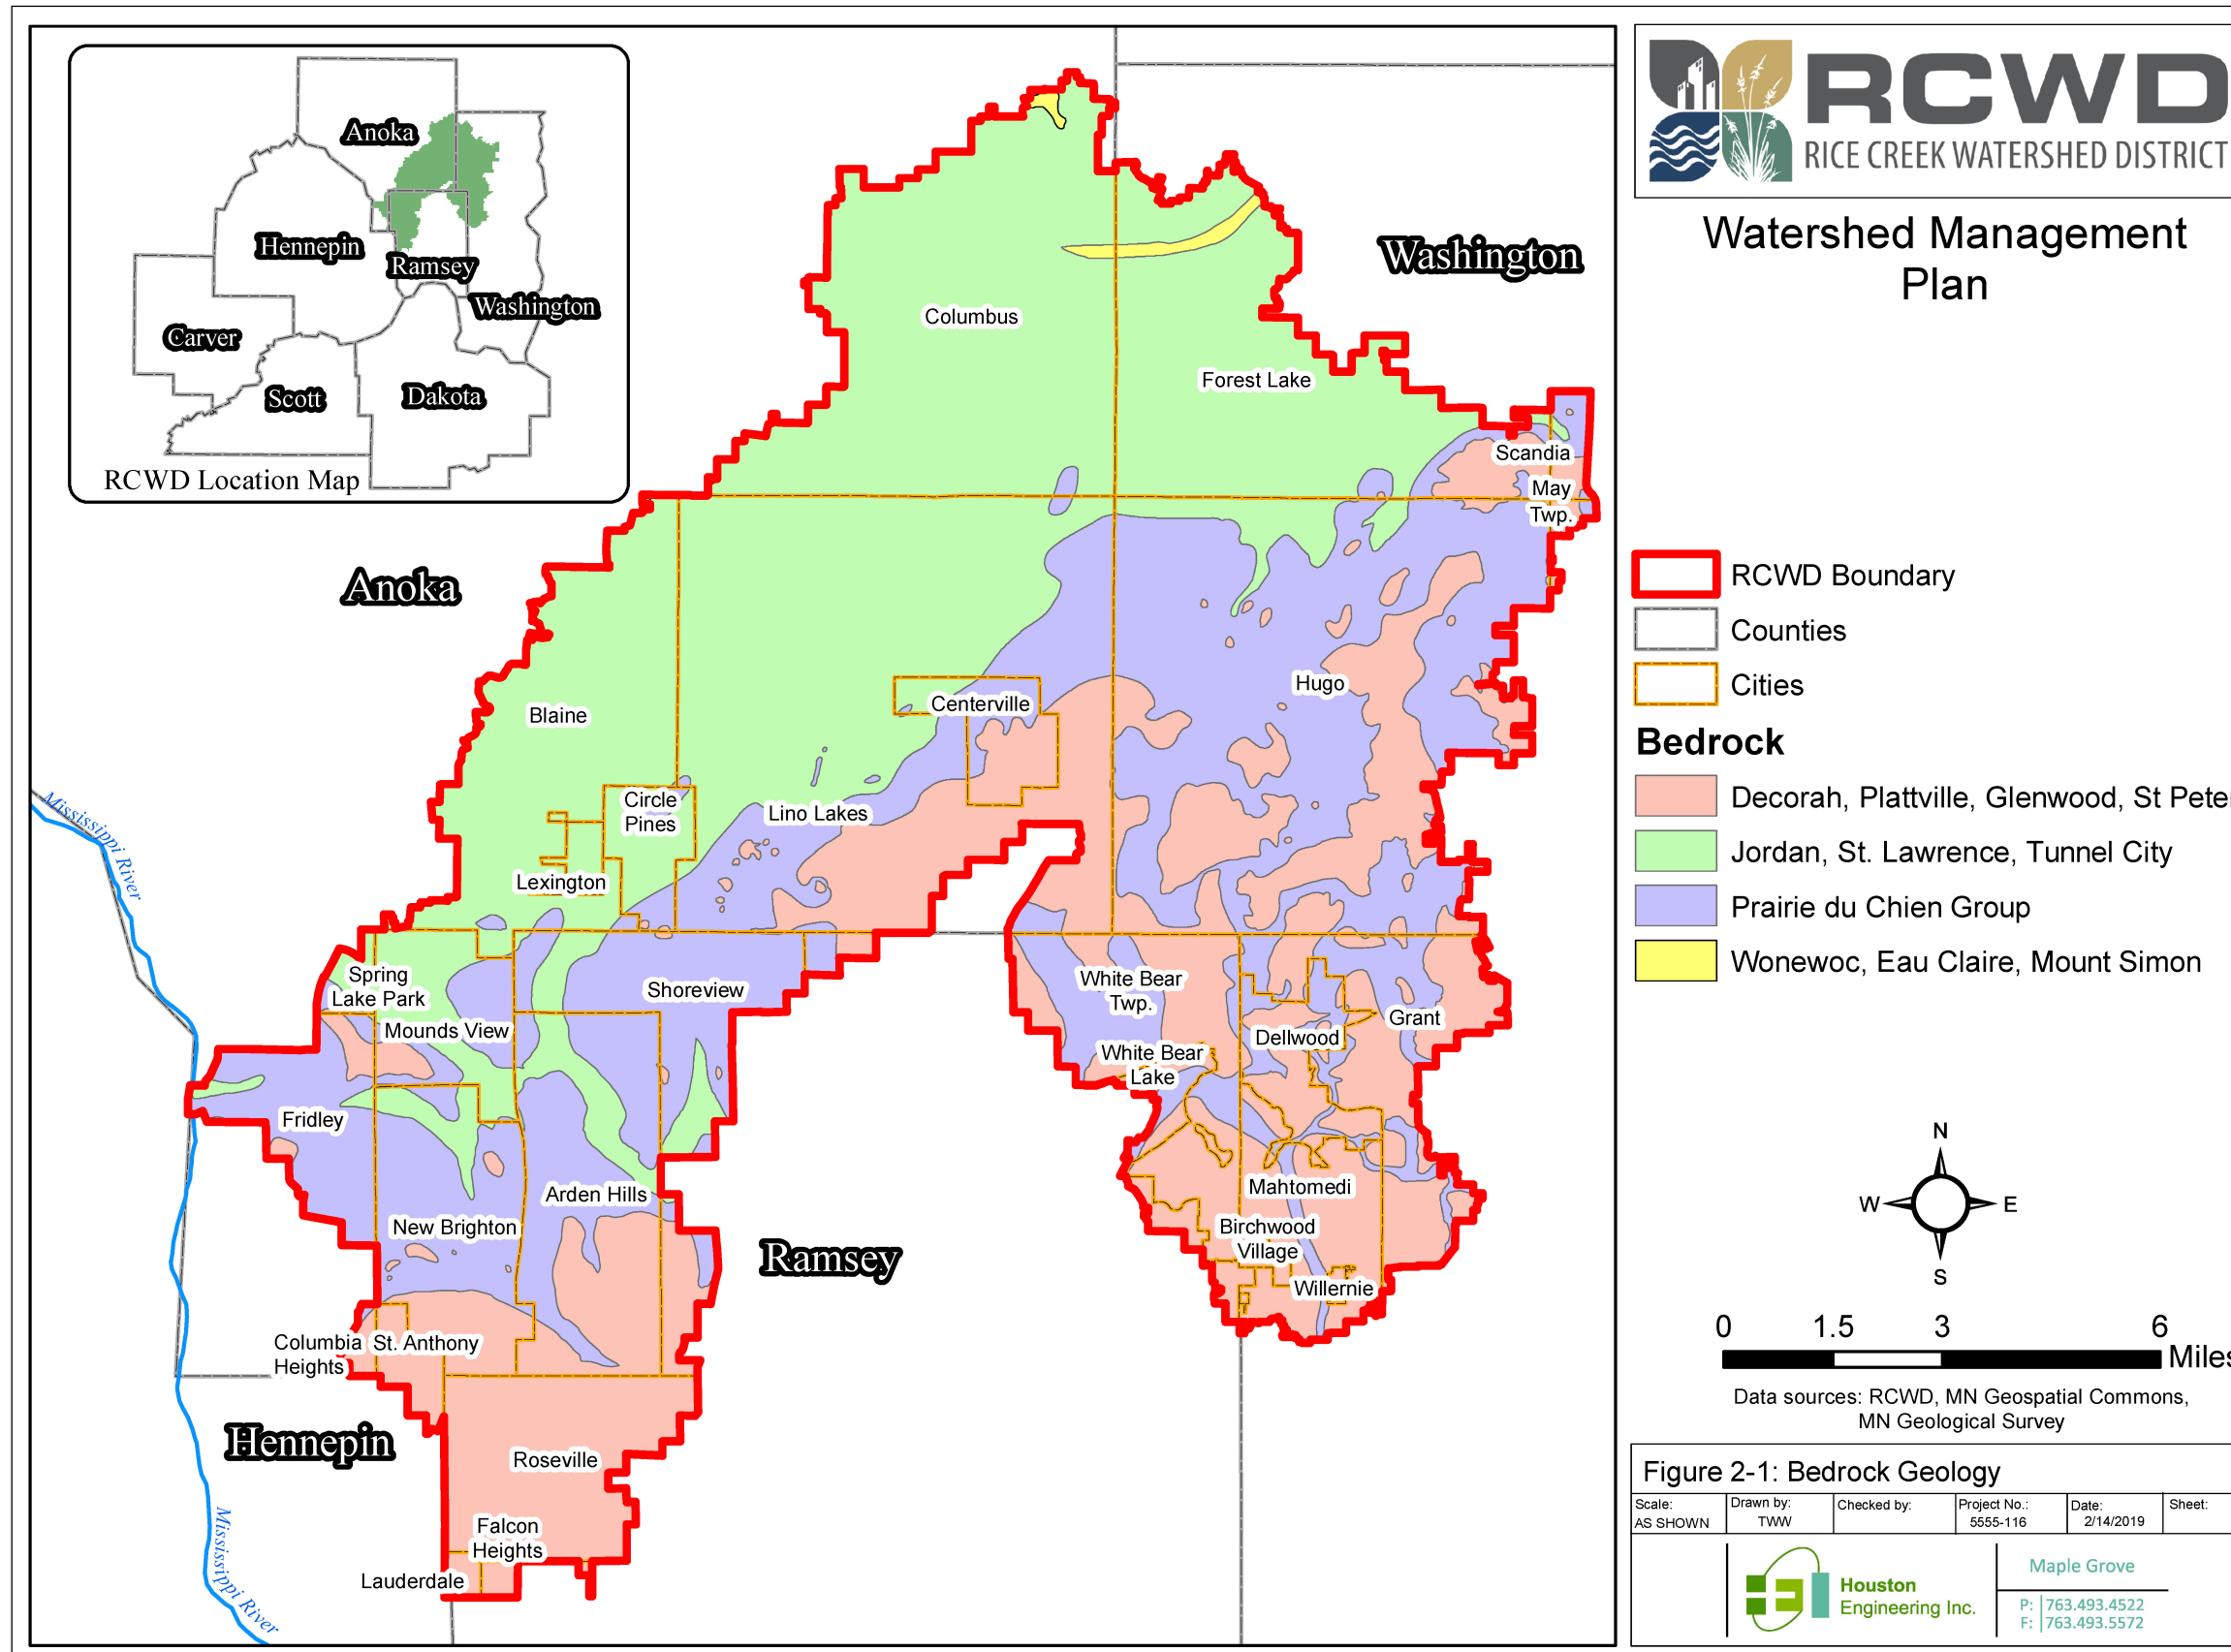 Anoka
Hennepin
Ramsey
Washington
Carver
Scott
Dakota
RCWD Location Map
Washington
Anoka
Ramsey
Hennepin
Mississippi River
Mississippi River
Columbus
Forest Lake
Scandia
May
Twp.
Hugo
Centerville
Blaine
Circle
Pines
Lino Lakes
Lexington
Spring
Lake Park
Mounds View
Shoreview
White Bear
Twp.
Grant
Dellwood
White Bear
Lake
Fridley
Mahtomedi
Arden Hills
New Brighton
Birchwood
Village
Willernie
Columbia
Heights
St. Anthony
Roseville
Falcon
Heights
Lauderdale
RCWD
RICE CREEK WATERSHED DISTRICT
Watershed Management
Plan
RCWD Boundary
Counties
Cities
Bedrock
Decorah, Plattville, Glenwood, St Peter
Jordan, St. Lawrence, Tunnel City
Prairie du Chien Group
Wonewoc, Eau Claire, Mount Simon
N
W
E
S
0 1.5 3 6
Miles
Data sources: RCWD, MN Geospatial Commons,
MN Geological Survey
Figure 2-1: Bedrock Geology
Scale:
AS SHOWN
Drawn by:
TWW
Checked by:
Project No.:
5555-116
Date:
2/14/2019
Sheet:
Houston
Engineering Inc.
Maple Grove
P: 763.493.4522
F: 763.493.5572